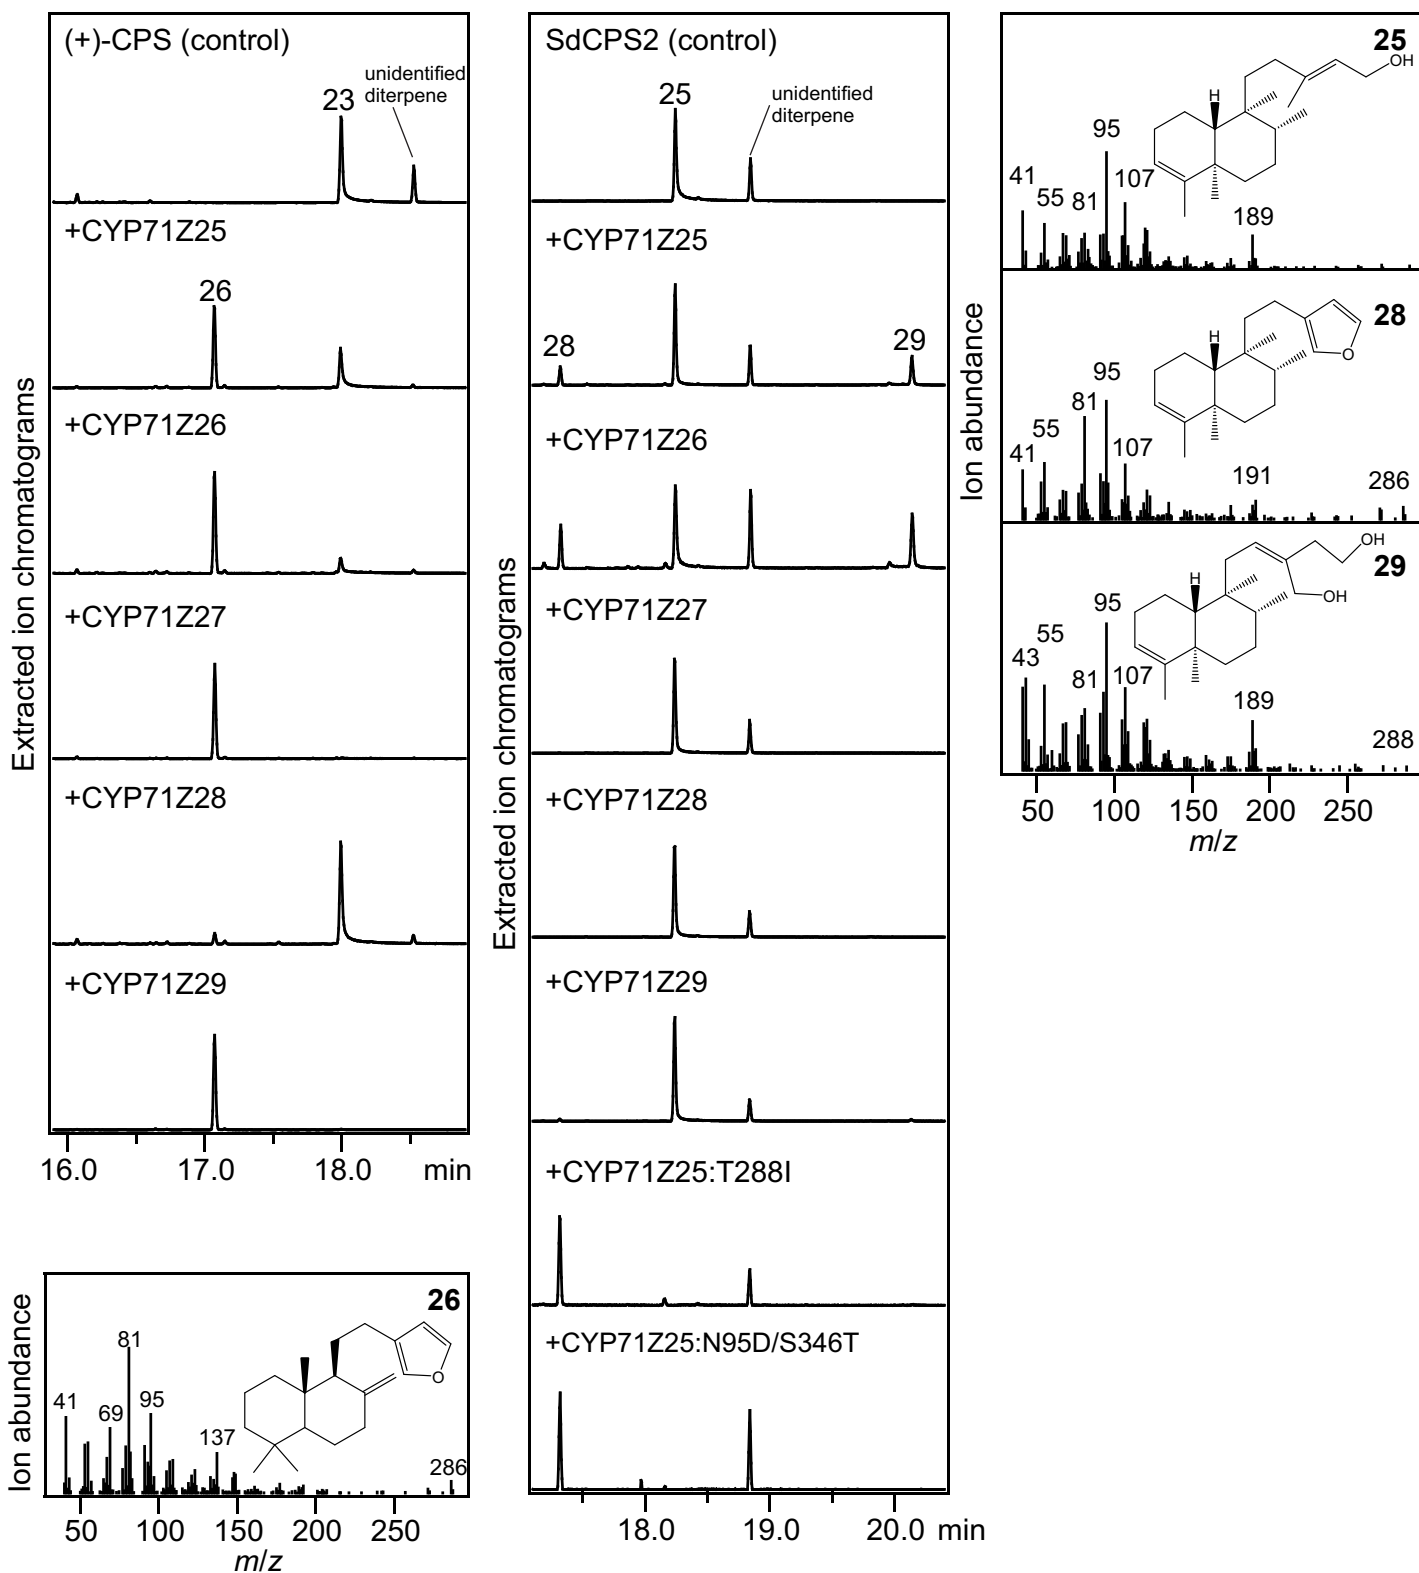 Extracted ion chromatograms
(+)-CPS (control)
unidentified
diterpene
23
+CYP71Z25
26
+CYP71Z26
+CYP71Z27
+CYP71Z28
+CYP71Z29
16.0 17.0 18.0 min
Ion abundance
26
81
41
69
95
137
286
O
50 100 150 200 250
m/z
Extracted ion chromatograms
SdCPS2 (control)
25
unidentified
diterpene
+CYP71Z25
28
29
+CYP71Z26
+CYP71Z27
+CYP71Z28
+CYP71Z29
+CYP71Z25:T288I
+CYP71Z25:N95D/S346T
18.0 19.0 20.0 min
Ion abundance
25
OH
H
95
41
55
81
107
189
28
H
O
95
81
55
41
107
191
286
29
OH
H
OH
95
55
43
81
107
189
288
50 100 150 200 250
m/z